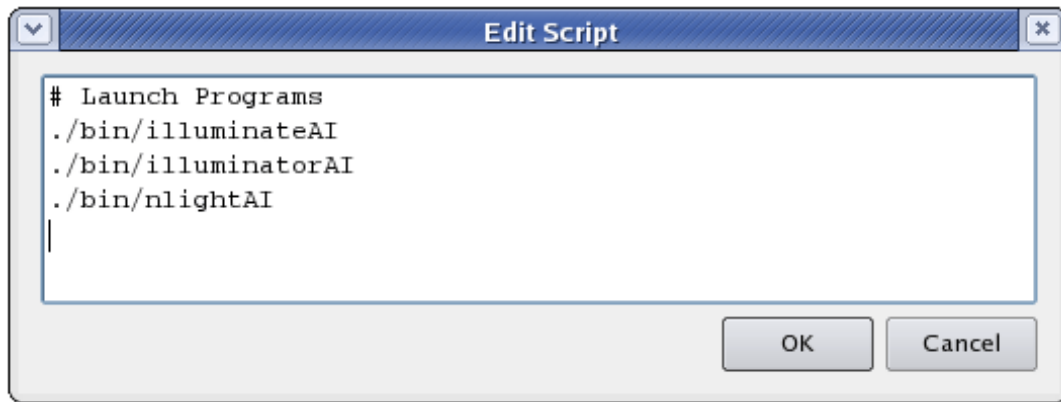 Edit Script
# Launch Programs
./bin/illuminateAI
./bin/illuminatorAI
./bin/nlightAI
OK Cancel